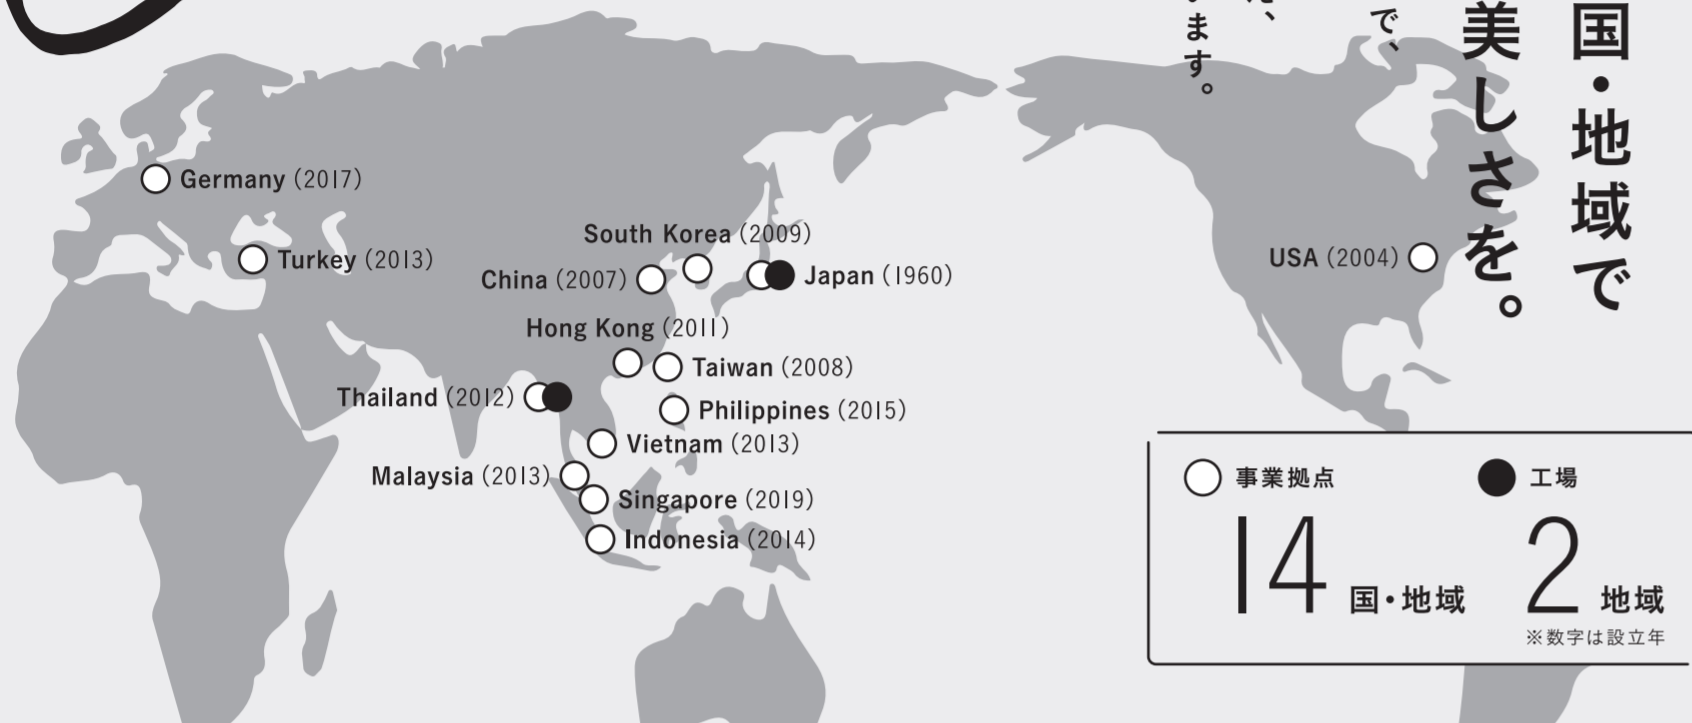 国・地域で
美しさを。
で、
、
ます。
Germany (2017)
Turkey (2013)
South Korea (2009)
China (2007)
Japan (1960)
Hong Kong (2011)
Taiwan (2008)
Thailand (2012)
Philippines (2015)
Vietnam (2013)
Malaysia (2013)
Singapore (2019)
Indonesia (2014)
USA (2004)
事業拠点
14 国・地域
工場
2 地域
※数字は設立年